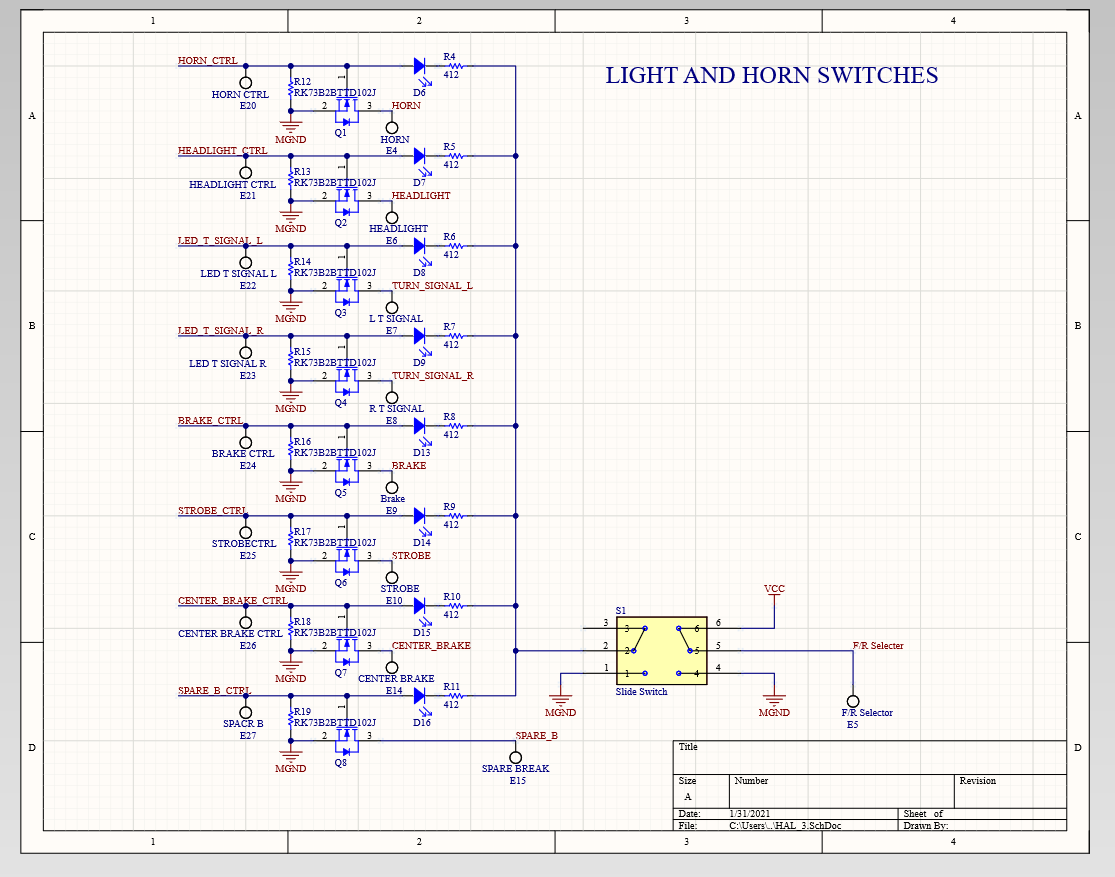 1 2 3 4
LIGHT AND HORN SWITCHES
A A
HORN_CTRL
HORN CTRL
E20
R12
RK73B2BTTD102J
1
2 3
Q1
MGND
HORN
HORN
E4
D6
R4
412
HEADLIGHT_CTRL
HEADLIGHT CTRL
E21
R13
RK73B2BTTD102J
1
2 3
Q2
MGND
HEADLIGHT
HEADLIGHT
E6
D7
R5
412
B B
LED_T_SIGNAL_L
LED T SIGNAL L
E22
R14
RK73B2BTTD102J
1
2 3
Q3
MGND
TURN_SIGNAL_L
L T SIGNAL
E7
D8
R6
412
LED_T_SIGNAL_R
LED T SIGNAL R
E23
R15
RK73B2BTTD102J
1
2 3
Q4
MGND
TURN_SIGNAL_R
R T SIGNAL
E8
D9
R7
412
C C
BRAKE_CTRL
BRAKE CTRL
E24
R16
RK73B2BTTD102J
1
2 3
Q5
MGND
BRAKE
Brake
E9
D13
R8
412
STROBE_CTRL
STROBECTRL
E25
R17
RK73B2BTTD102J
1
2 3
Q6
MGND
STROBE
STROBE
E10
D14
R9
412
CENTER_BRAKE_CTRL
CENTER BRAKE CTRL
E26
R18
RK73B2BTTD102J
1
2 3
Q7
MGND
CENTER_BRAKE
CENTER BRAKE
E14
D15
R10
412
D D
SPARE_B_CTRL
SPACR B
E27
R19
RK73B2BTTD102J
1
2 3
Q8
MGND
SPARE_B
SPARE BREAK
E15
D16
R11
412
S1
3 3 6 6
2 2 5 5
1 1 4 4
Slide Switch
MGND
VCC
MGND
F/R Selecter
F/R Selector
E5
Title
Size
A
Number
Revision
Date: 1/31/2021 Sheet of
File: C:\Users\..\HAL_3.SchDoc Drawn By:
1 2 3 4